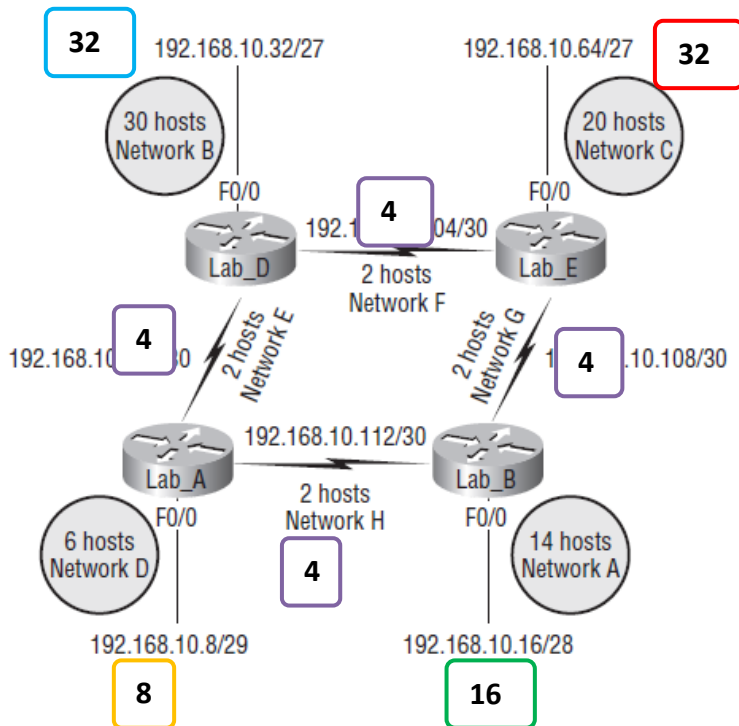 32
192.168.10.32/27
192.168.10.64/27
32
30 hosts
Network B
20 hosts
Network C
F0/0
F0/0
192.1
4
04/30
Lab_D
Lab_E
2 hosts
Network F
2 hosts
Network E
2 hosts
Network G
192.168.10
4
0
1
4
.10.108/30
192.168.10.112/30
Lab_A
Lab_B
2 hosts
Network H
F0/0
F0/0
6 hosts
Network D
4
14 hosts
Network A
192.168.10.8/29
192.168.10.16/28
8
16